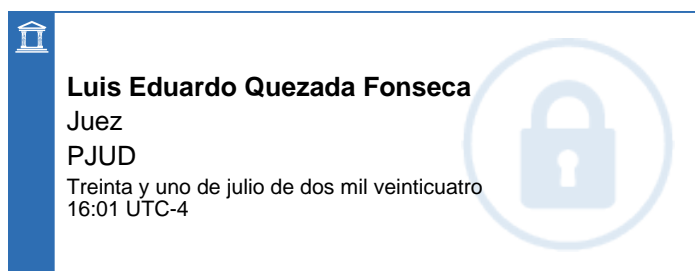 Luis Eduardo Quezada Fonseca
Juez
PJUD
Treinta y uno de julio de dos mil veinticuatro
16:01 UTC-4